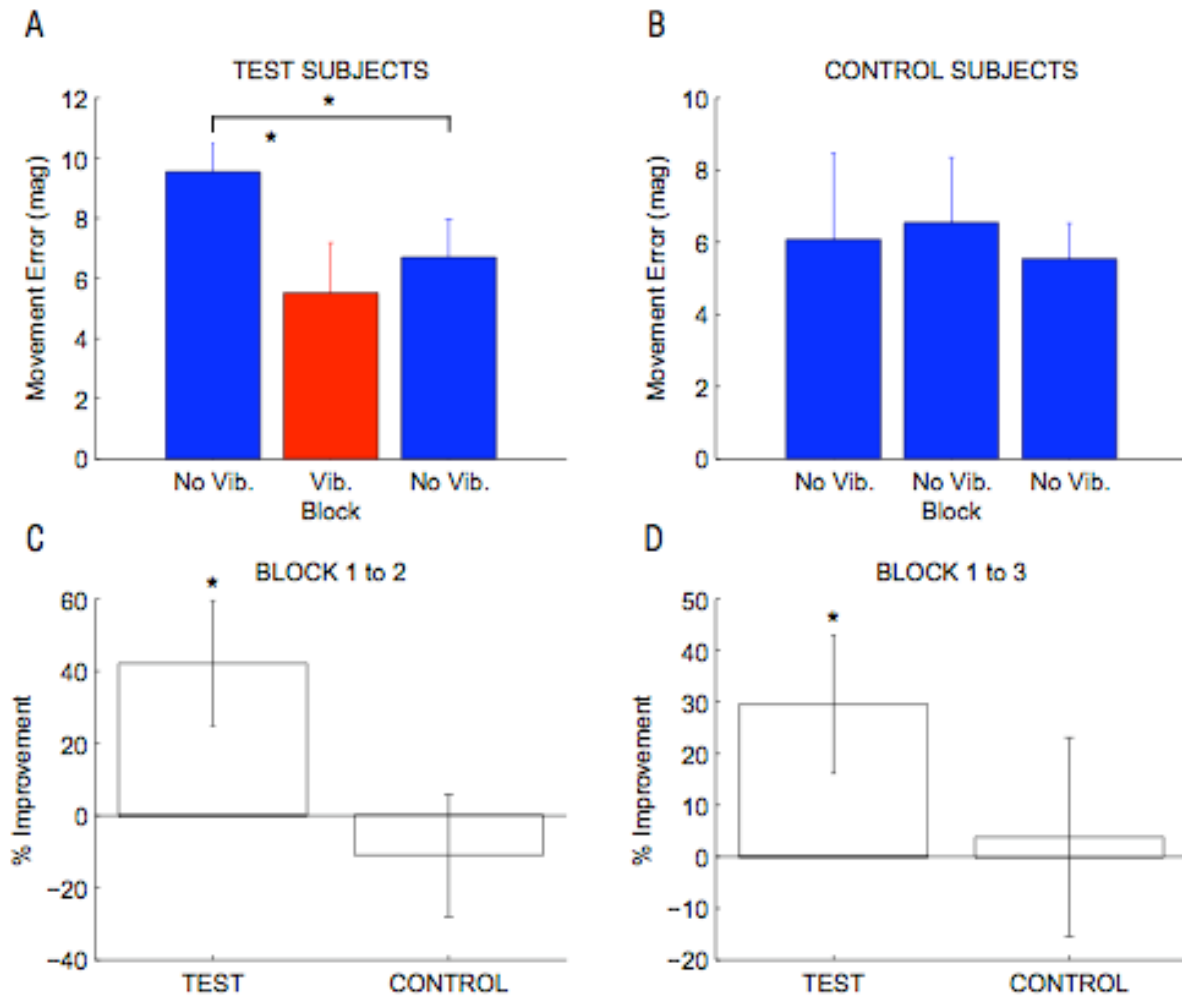 A
TEST SUBJECTS
Movement Error (mag)
12
10
8
6
4
2
0
*
*
No Vib.
Vib.
No Vib.
Block
B
CONTROL SUBJECTS
Movement Error (mag)
10
8
6
4
2
0
No Vib.
No Vib.
No Vib.
Block
C
BLOCK 1 to 2
% Improvement
60
40
20
0
−20
−40
*
TEST
CONTROL
D
BLOCK 1 to 3
% Improvement
50
40
30
20
10
0
−10
−20
*
TEST
CONTROL